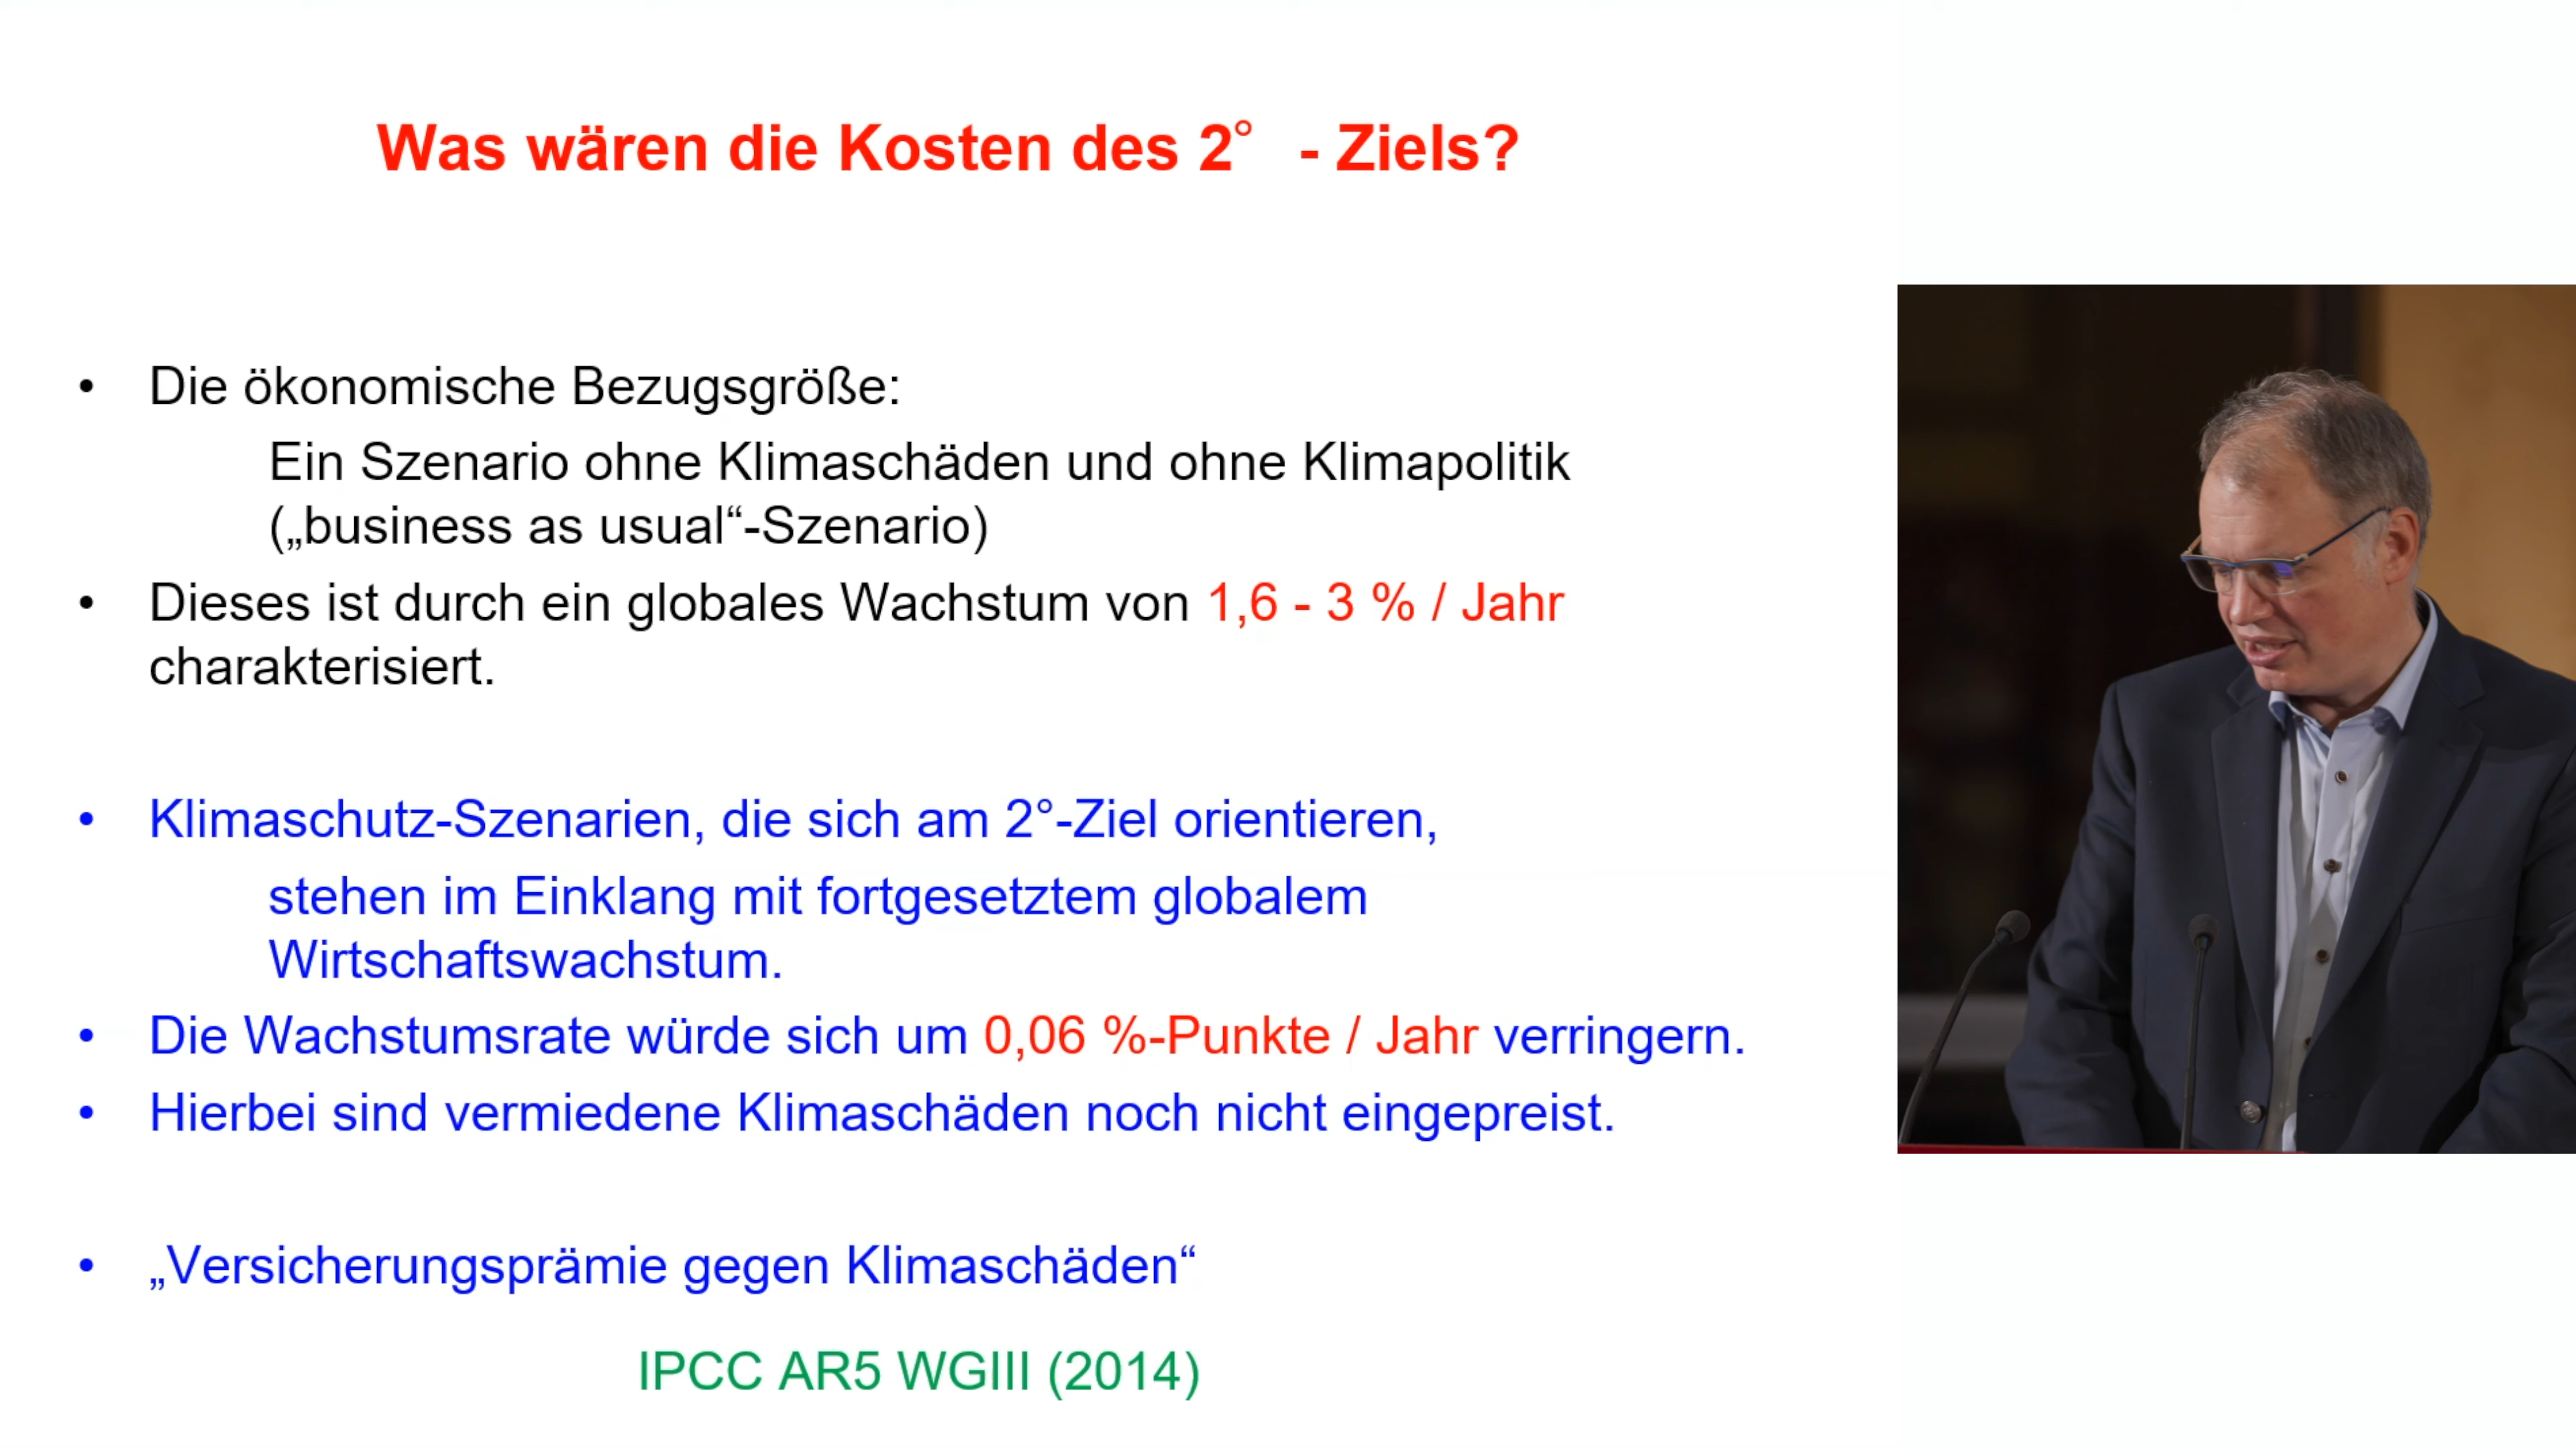 Was wären die Kosten des 2° - Ziels?
• Die ökonomische Bezugsgröße:
Ein Szenario ohne Klimaschäden und ohne Klimapolitik
(„business as usual“-Szenario)
• Dieses ist durch ein globales Wachstum von 1,6 - 3 % / Jahr
charakterisiert.
• Klimaschutz-Szenarien, die sich am 2°-Ziel orientieren,
stehen im Einklang mit fortgesetztem globalem
Wirtschaftswachstum.
• Die Wachstumsrate würde sich um 0,06 %-Punkte / Jahr verringern.
• Hierbei sind vermiedene Klimaschäden noch nicht eingepreist.
• „Versicherungsprämie gegen Klimaschäden“
IPCC AR5 WGIII (2014)